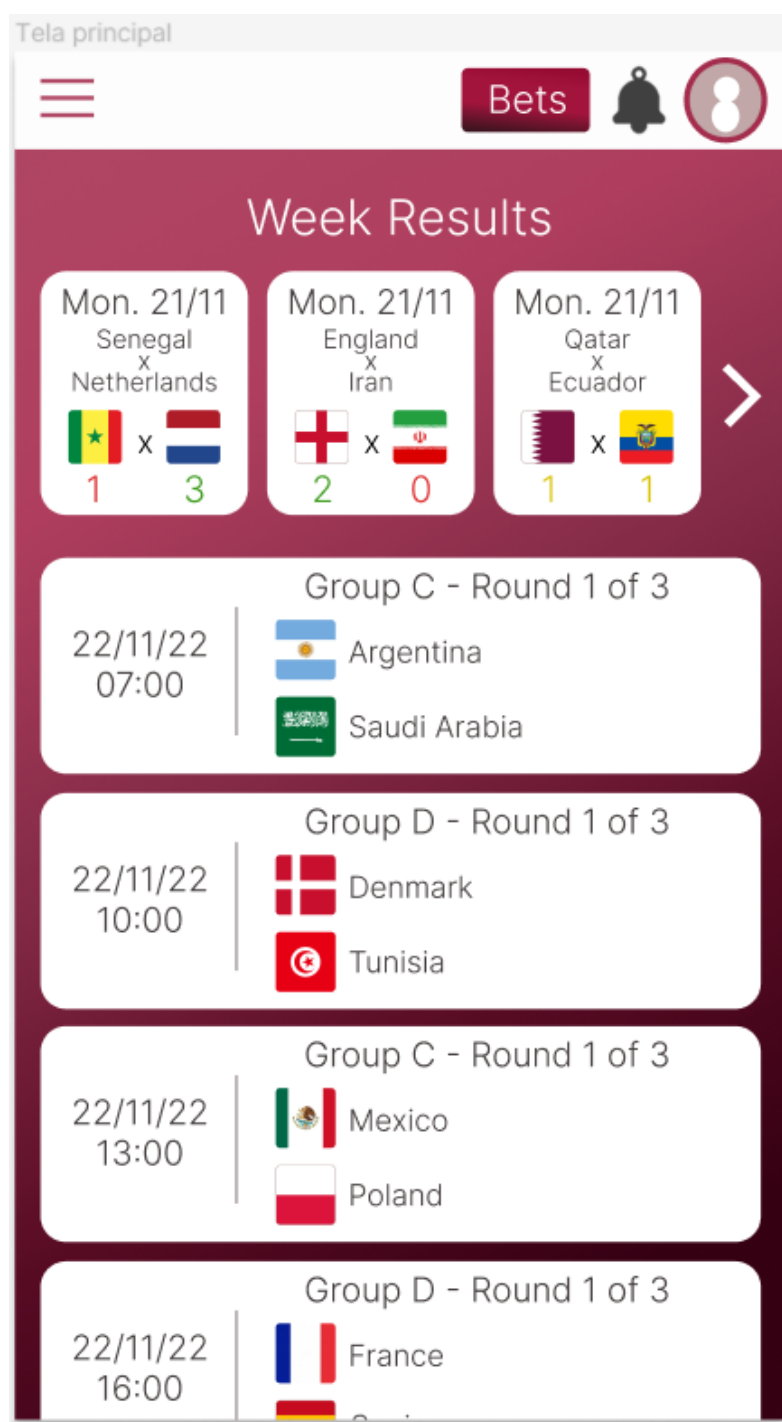 Tela principal
Bets
Week Results
Mon. 21/11
Senegal
x
Netherlands
x
1 3
Mon. 21/11
England
x
Iran
x
2 0
Mon. 21/11
Qatar
x
Ecuador
x
1 1
Group C - Round 1 of 3
22/11/22
07:00
Argentina
Saudi Arabia
Group D - Round 1 of 3
22/11/22
10:00
Denmark
Tunisia
Group C - Round 1 of 3
22/11/22
13:00
Mexico
Poland
Group D - Round 1 of 3
22/11/22
16:00
France